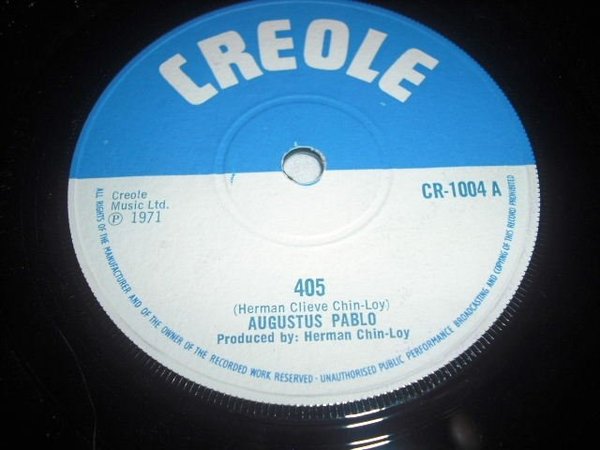 CREOLE
Creole
Music Ltd.
℗ 1971
CR-1004 A
405
(Herman Clieve Chin-Loy)
AUGUSTUS PABLO
Produced by: Herman Chin-Loy
ALL RIGHTS OF THE MANUFACTURER AND OF THE OWNER OF THE RECORDED WORK RESERVED · UNAUTHORISED PUBLIC PERFORMANCE BROADCASTING AND COPYING OF THIS RECORD PROHIBITED